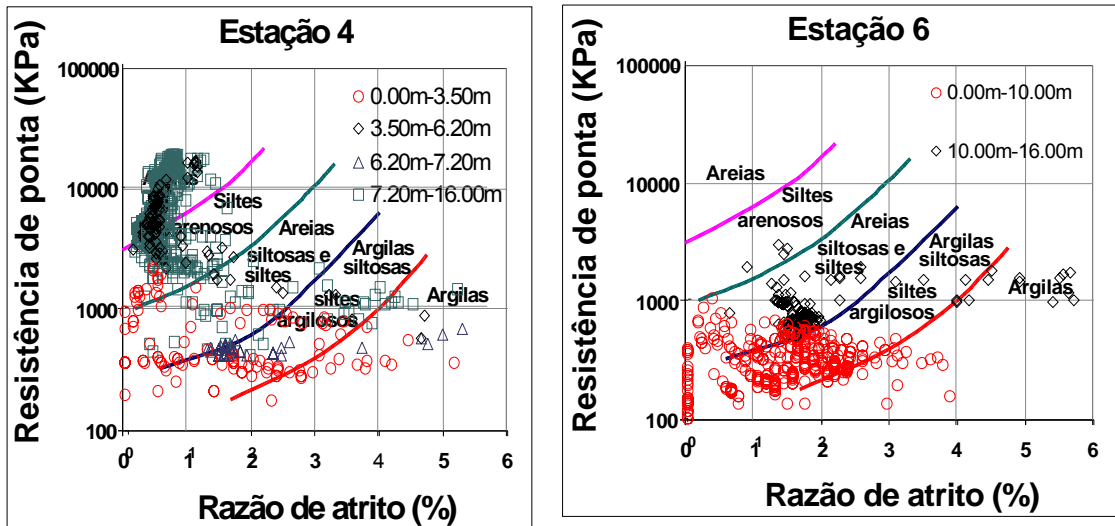 Estação 4
Resistência de ponta (KPa)
100000
10000
1000
100
0.00m-3.50m
3.50m-6.20m
6.20m-7.20m
7.20m-16.00m
Siltes
arenosos
Areias
siltosas e
siltes
Argilas
siltosas
siltes
argilosos
Argilas
0 0 1 1 2 3 4 5 6
Razão de atrito (%)
Estação 6
Resistência de ponta (KPa)
100000
10000
1000
100
0.00m-10.00m
10.00m-16.00m
Areias
Siltes
arenosos
Areias
siltosas e
siltes
Argilas
siltosas
siltes
argilosos
Argilas
0 0 1 1 2 3 4 5 6
Razão de atrito (%)